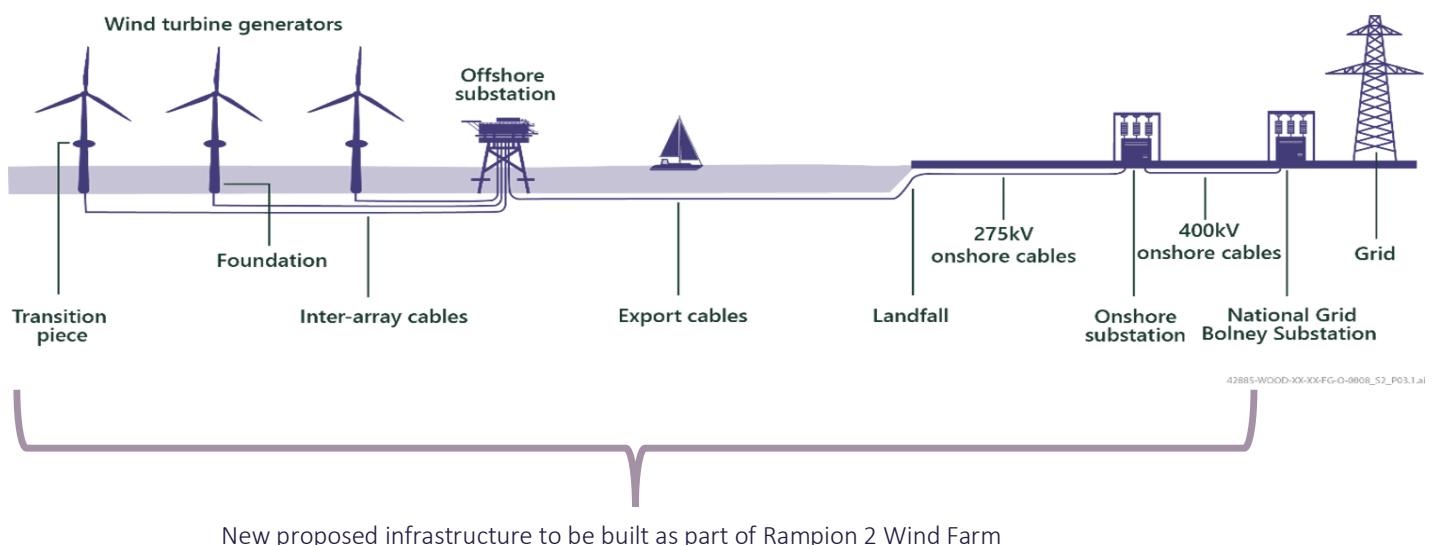 Wind turbine generators
Offshore
substation
275kV
onshore cables
400kV
onshore cables
Grid
Foundation
Transition
piece
Inter-array cables
Export cables
Landfall
Onshore
substation
National Grid
Bolney Substation
42885-WOOD-XX-XX-FG-O-0008_S2_P03.1.ai
New proposed infrastructure to be built as part of Rampion 2 Wind Farm